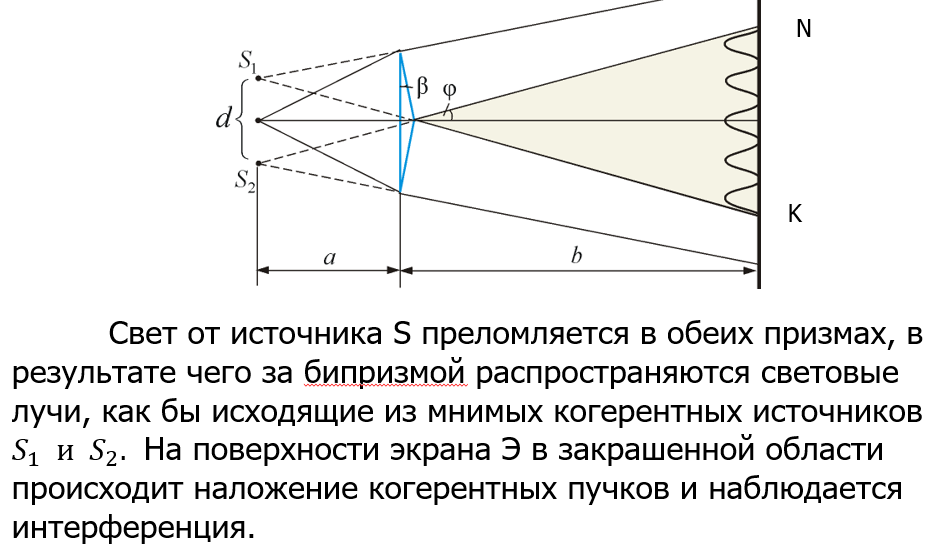 N
S₁
β φ
d
S₂
K
a b
Свет от источника S преломляется в обеих призмах, в
результате чего за бипризмой распространяются световые
лучи, как бы исходящие из мнимых когерентных источников
S₁ и S₂. На поверхности экрана Э в закрашенной области
происходит наложение когерентных пучков и наблюдается
интерференция.